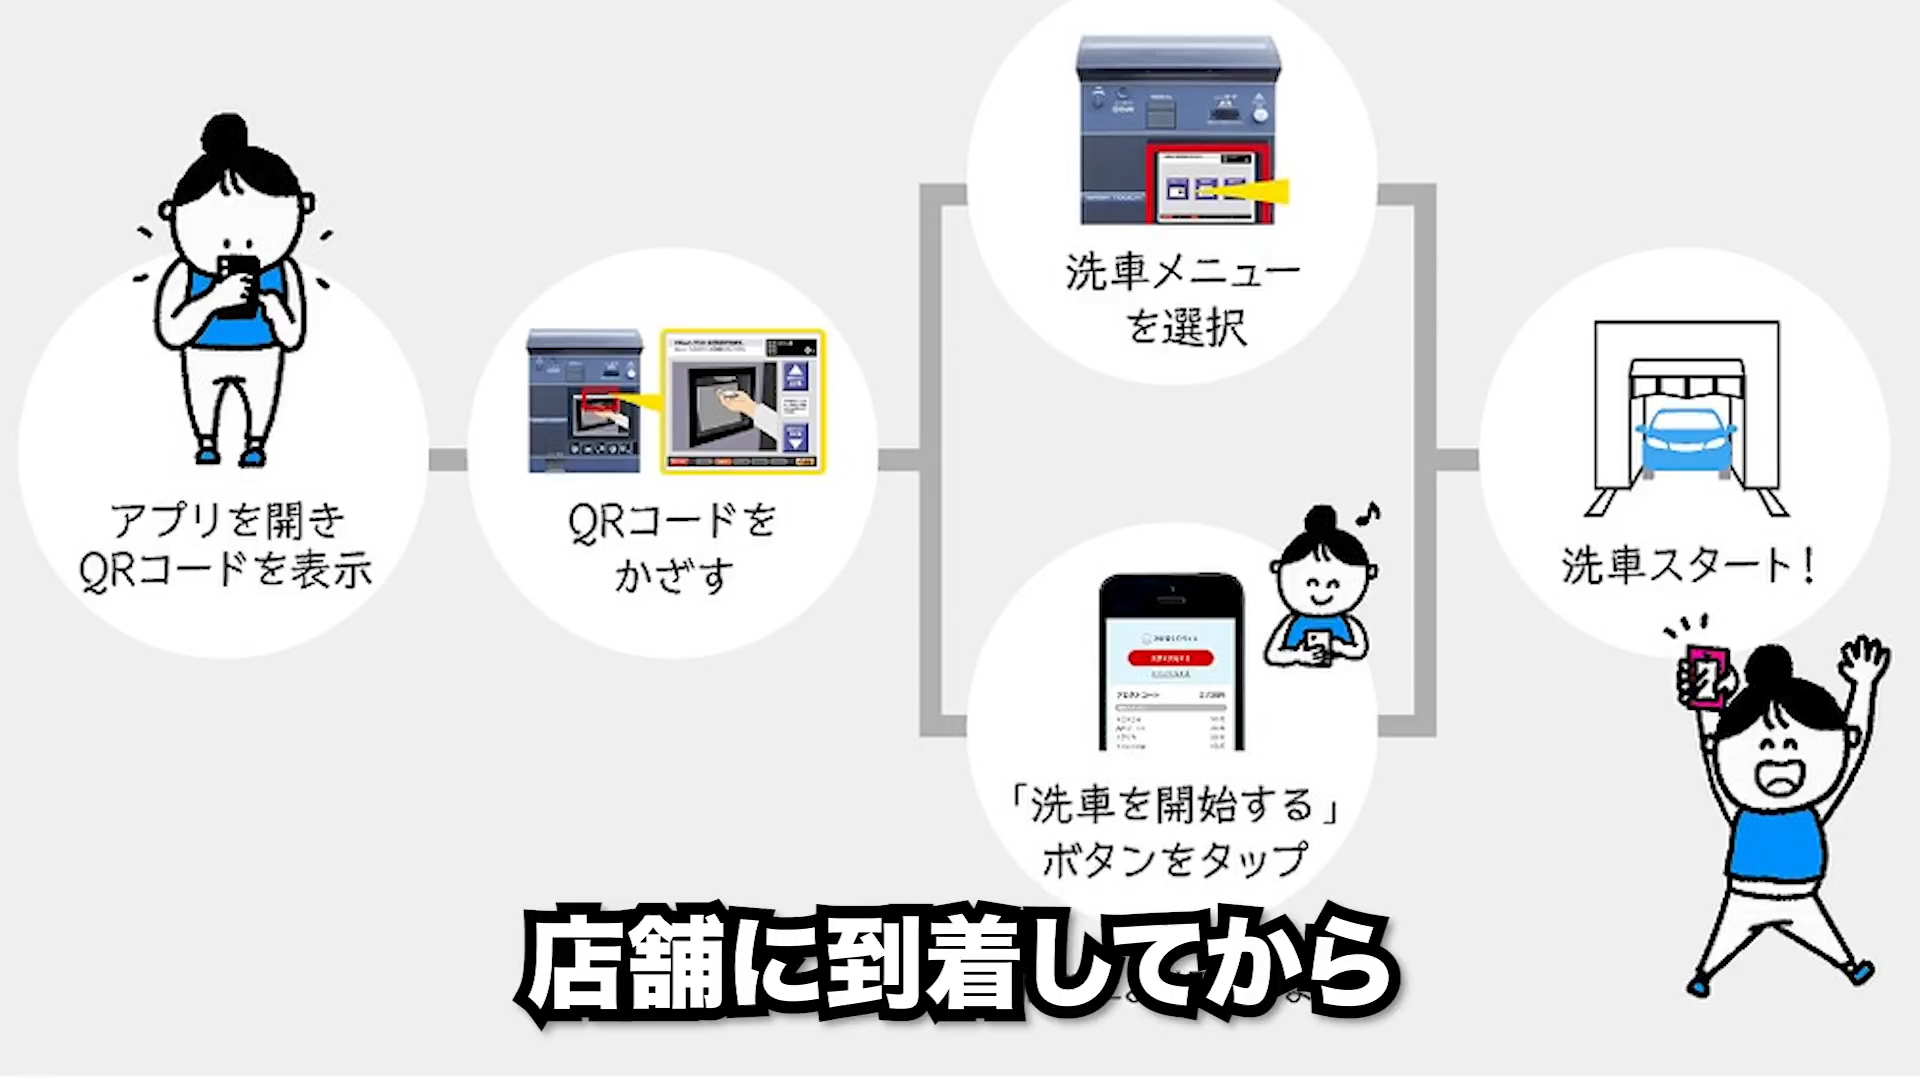 アプリを開き
QRコードを表示
QRコードを
かざす
洗車メニュー
を選択
「洗車を開始する」
ボタンをタップ
洗車スタート！
店舗に到着してから